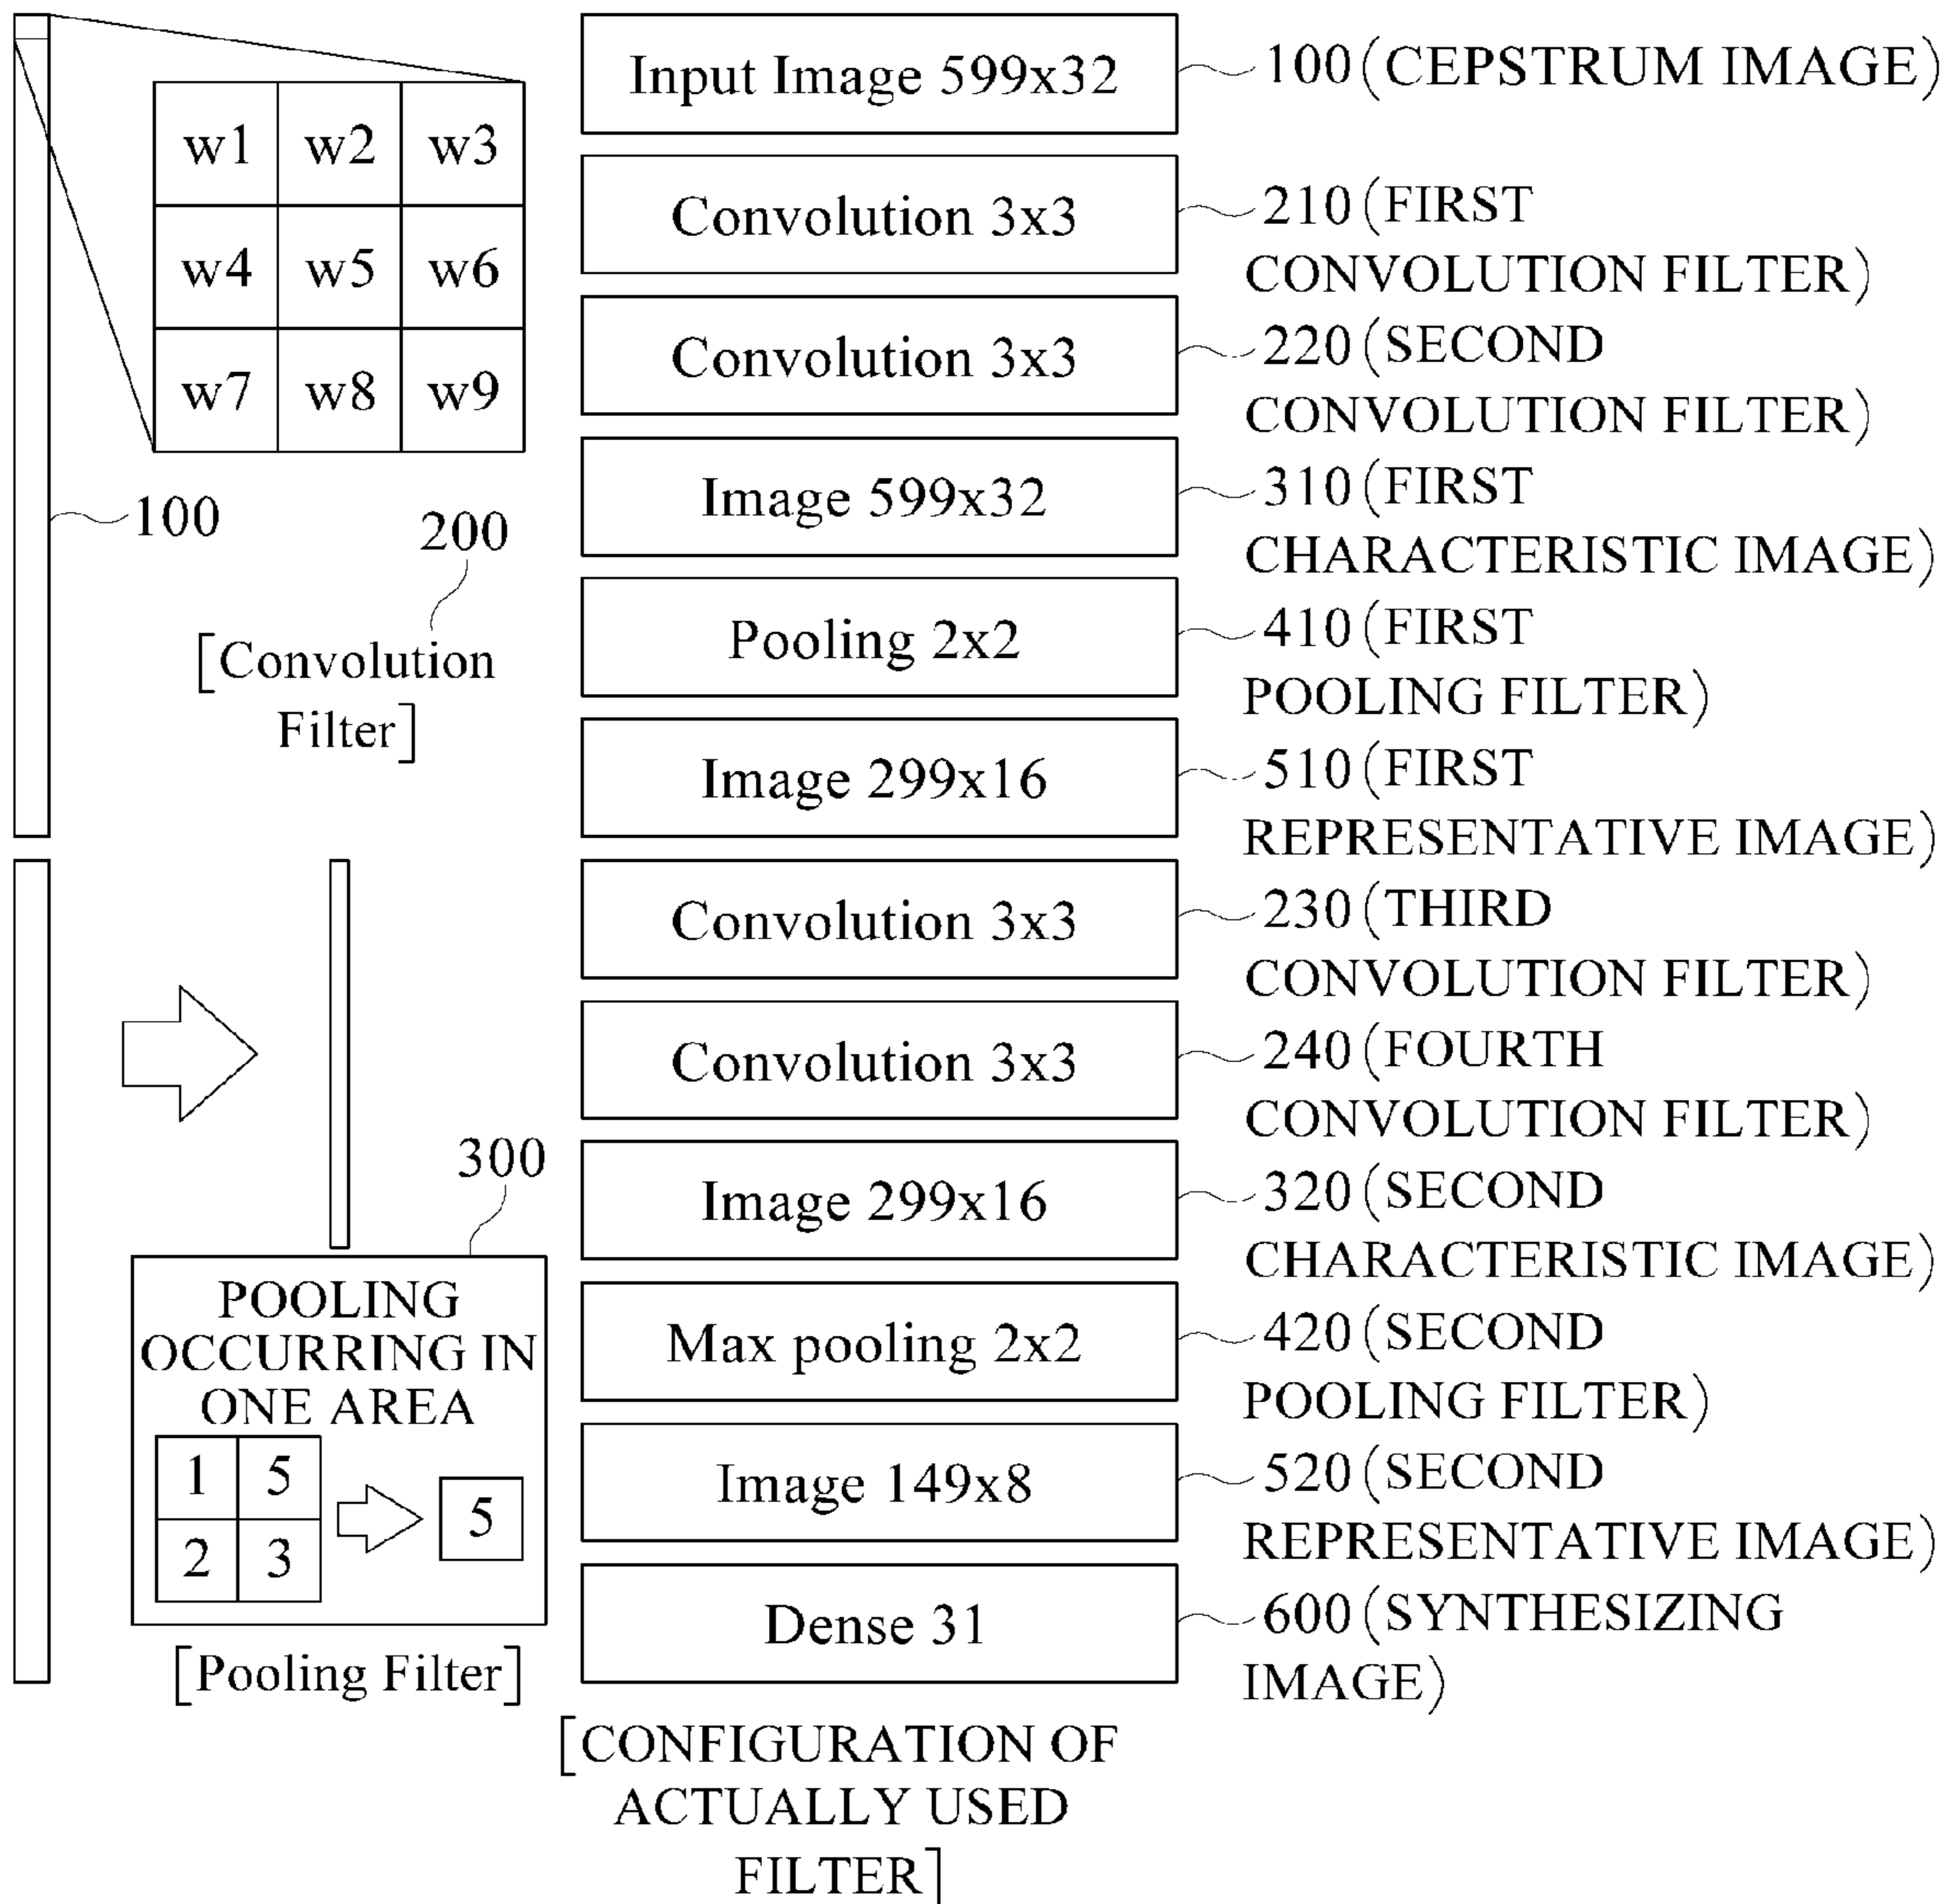 w1 w2 w3
w4 w5 w6
w7 w8 w9
100
200
[Convolution
Filter]
300
POOLING
OCCURRING IN
ONE AREA
1 5
2 3
5
[Pooling Filter]
Input Image 599x32
100(CEPSTRUM IMAGE)
Convolution 3x3
210(FIRST
CONVOLUTION FILTER)
Convolution 3x3
220(SECOND
CONVOLUTION FILTER)
Image 599x32
310(FIRST
CHARACTERISTIC IMAGE)
Pooling 2x2
410(FIRST
POOLING FILTER)
Image 299x16
510(FIRST
REPRESENTATIVE IMAGE)
Convolution 3x3
230(THIRD
CONVOLUTION FILTER)
Convolution 3x3
240(FOURTH
CONVOLUTION FILTER)
Image 299x16
320(SECOND
CHARACTERISTIC IMAGE)
Max pooling 2x2
420(SECOND
POOLING FILTER)
Image 149x8
520(SECOND
REPRESENTATIVE IMAGE)
Dense 31
600(SYNTHESIZING
IMAGE)
[CONFIGURATION OF
ACTUALLY USED
FILTER]